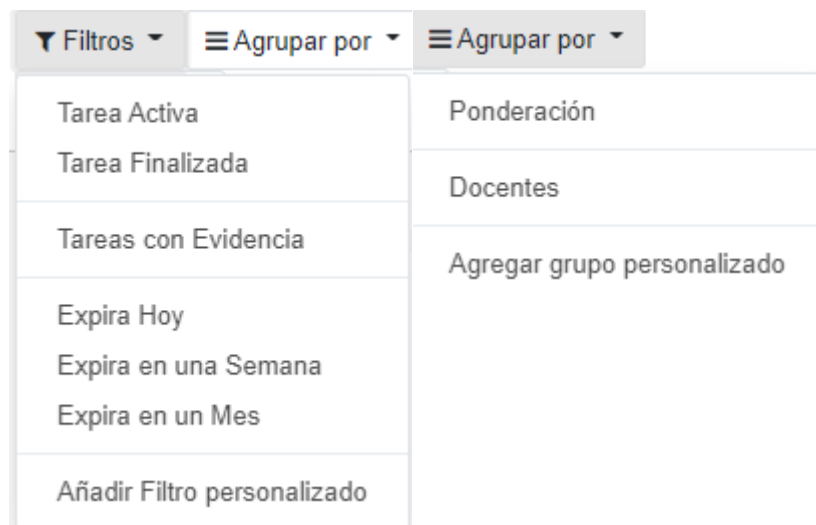 Filtros
Agrupar por
Agrupar por
Tarea Activa
Tarea Finalizada
Tareas con Evidencia
Expira Hoy
Expira en una Semana
Expira en un Mes
Añadir Filtro personalizado
Ponderación
Docentes
Agregar grupo personalizado